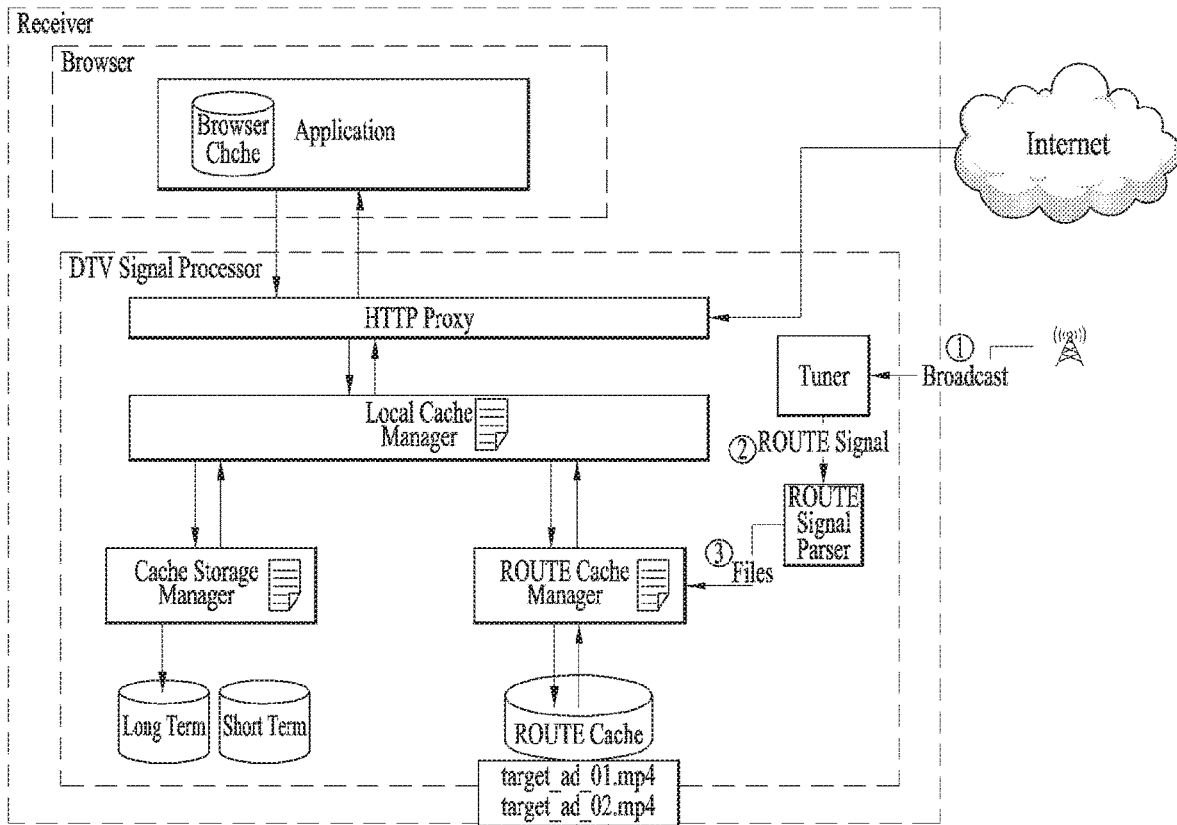 Receiver
Browser
Browser
Chche
Application
Internet
DTV Signal Processor
HTTP Proxy
①
Broadcast
Tuner
Local Cache
Manager
② ROUTE Signal
ROUTE
Signal
Parser
③
Files
Cache Storage
Manager
ROUTE Cache
Manager
Long Term
Short Term
ROUTE Cache
target_ad_01.mp4
target_ad_02.mp4